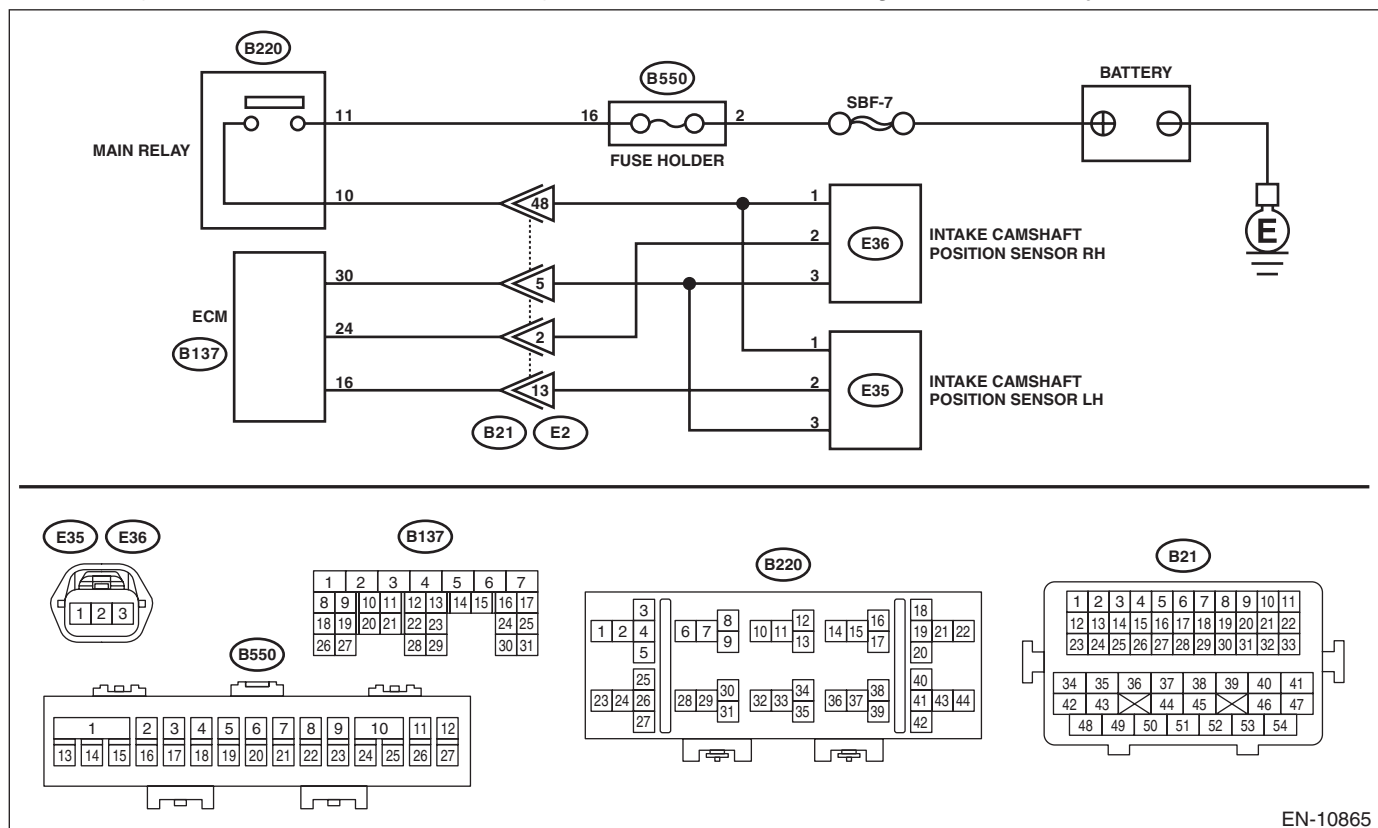 B220
B550
BATTERY
SBF-7
11
16
2
MAIN RELAY
FUSE HOLDER
10
48
1
2
E36
INTAKE CAMSHAFT
POSITION SENSOR RH
E
30
5
3
ECM
24
2
B137
1
16
13
2
E35
INTAKE CAMSHAFT
POSITION SENSOR LH
B21
E2
3
E35
E36
1 2 3
B137
1 2 3 4 5 6 7
8 9 10 11 12 13 14 15 16 17
18 19 20 21 22 23 24 25
26 27 28 29 30 31
B550
1 2 3 4 5 6 7 8 9 10 11 12
13 14 15 16 17 18 19 20 21 22 23 24 25 26 27
B220
3 8 12 16 18
1 2 4 6 7 10 11 14 15 19 21 22
5 9 13 17 20
25 30 34 38 40
23 24 26 28 29 32 33 36 37 41 43 44
27 31 35 39 42
B21
1 2 3 4 5 6 7 8 9 10 11
12 13 14 15 16 17 18 19 20 21 22
23 24 25 26 27 28 29 30 31 32 33
34 35 36 37 38 39 40 41
42 43 44 45 46 47
48 49 50 51 52 53 54
EN-10865